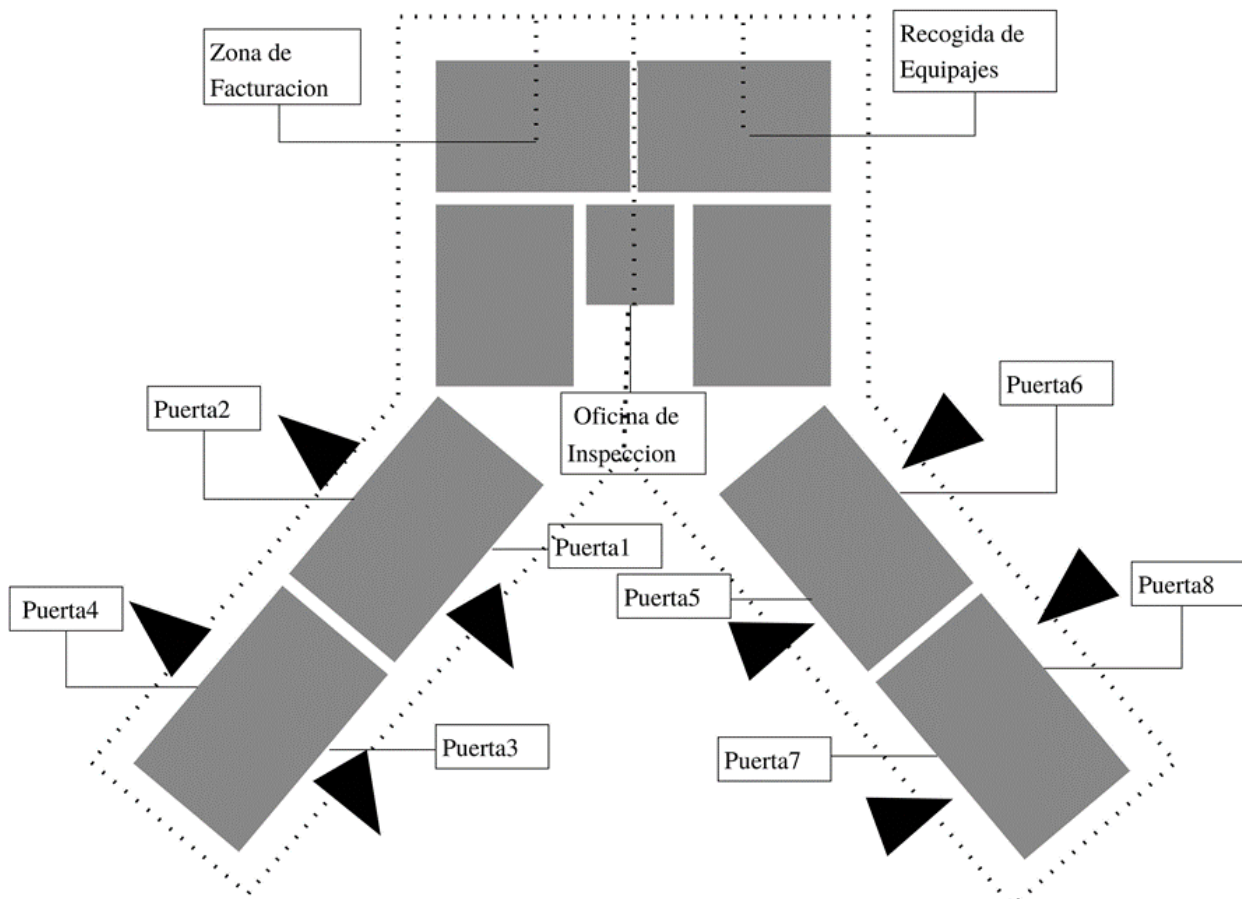 Zona de
Facturacion
Recogida de
Equipajes
Puerta2
Oficina de
Inspeccion
Puerta6
Puerta1
Puerta4
Puerta5
Puerta8
Puerta3
Puerta7